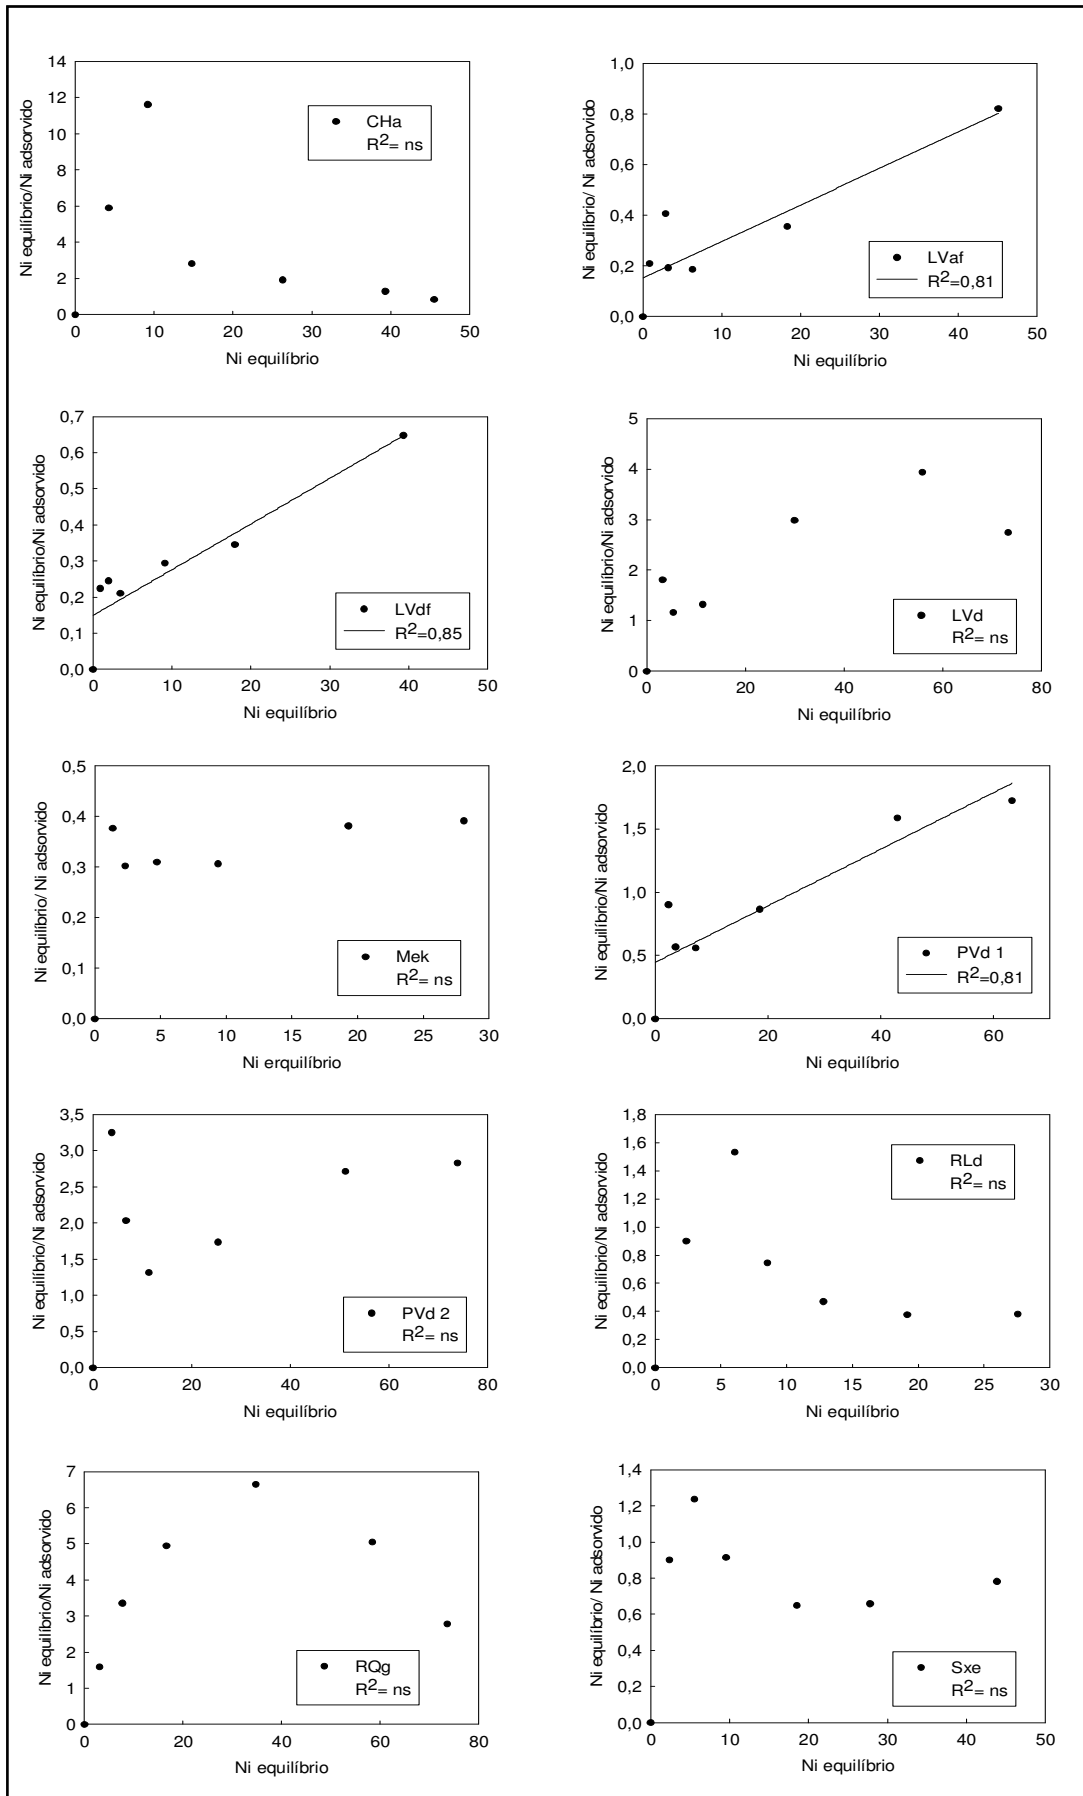 14
12
10
8
6
4
2
0
Ni equilíbrio/Ni adsorvido
CHa
R2= ns
0 10 20 30 40 50
Ni equilíbrio
1,0
0,8
0,6
0,4
0,2
0,0
Ni equilíbrio/ Ni adsorvido
LVaf
R2=0,81
0 10 20 30 40 50
Ni equilíbrio
0,7
0,6
0,5
0,4
0,3
0,2
0,1
0,0
Ni equilíbrio/Ni adsorvido
LVdf
R2=0,85
0 10 20 30 40 50
Ni equilíbrio
5
4
3
2
1
0
Ni equilíbrio/Ni adsorvido
LVd
R2= ns
0 20 40 60 80
Ni equilíbrio
0,5
0,4
0,3
0,2
0,1
0,0
Ni equilíbrio/ Ni adsorvido
Mek
R2= ns
0 5 10 15 20 25 30
Ni erquilíbrio
2,0
1,5
1,0
0,5
0,0
Ni equilíbrio/Ni adsorvido
PVd 1
R2=0,81
0 20 40 60
Ni equilíbrio
3,5
3,0
2,5
2,0
1,5
1,0
0,5
0,0
Ni equilíbrio/Ni adsorvido
PVd 2
R2= ns
0 20 40 60 80
Ni equilíbrio
1,8
1,6
1,4
1,2
1,0
0,8
0,6
0,4
0,2
0,0
Ni equilíbrio/Ni adsorvido
RLd
R2= ns
0 5 10 15 20 25 30
Ni equilíbrio
7
6
5
4
3
2
1
0
Ni equilíbrio/Ni adsorvido
RQg
R2= ns
0 20 40 60 80
Ni equilíbrio
1,4
1,2
1,0
0,8
0,6
0,4
0,2
0,0
Ni equilíbrio/ Ni adsorvido
Sxe
R2= ns
0 10 20 30 40 50
Ni equilíbrio